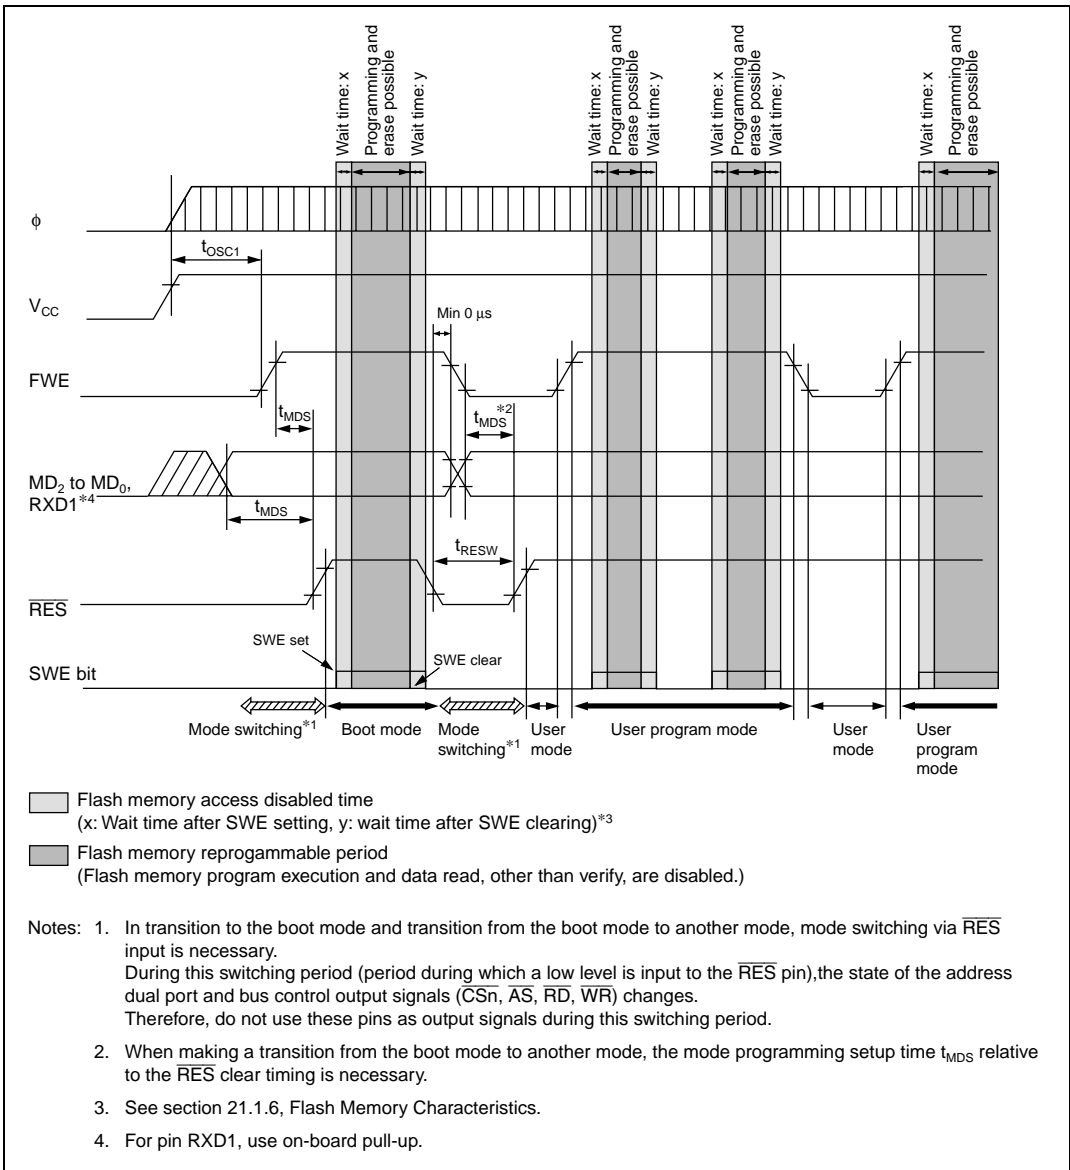 Wait time: x
Programming and
erase possible
Wait time: y
Wait time: x
Programming and
erase possible
Wait time: y
Wait time: x
Programming and
erase possible
Wait time: y
Wait time: x
Programming and
erase possible
φ
tOSC1
VCC
Min 0 μs
FWE
tMDS
tMDS*2
MD2 to MD0,
RXD1*4
tMDS
tRESW
RES
SWE set
SWE clear
SWE bit
Mode switching*1
Boot mode
Mode
switching*1
User
mode
User program mode
User
mode
User
program
mode
Flash memory access disabled time
(x: Wait time after SWE setting, y: wait time after SWE clearing)*3
Flash memory reprogammable period
(Flash memory program execution and data read, other than verify, are disabled.)
Notes: 1. In transition to the boot mode and transition from the boot mode to another mode, mode switching via RES
input is necessary.
During this switching period (period during which a low level is input to the RES pin),the state of the address
dual port and bus control output signals (CSn, AS, RD, WR) changes.
Therefore, do not use these pins as output signals during this switching period.
2. When making a transition from the boot mode to another mode, the mode programming setup time tMDS relative
to the RES clear timing is necessary.
3. See section 21.1.6, Flash Memory Characteristics.
4. For pin RXD1, use on-board pull-up.